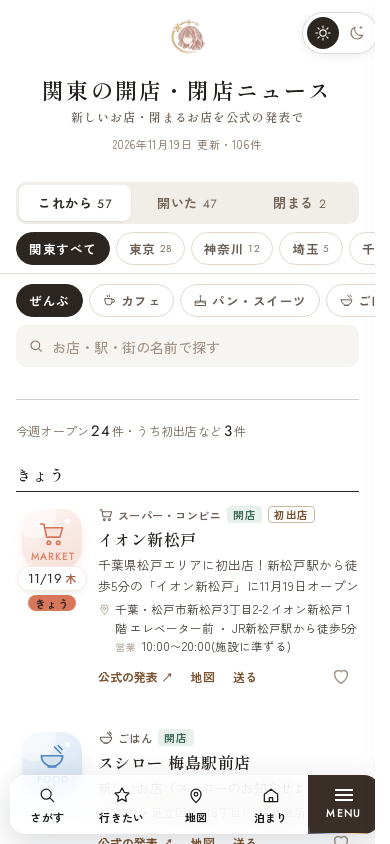 関東の開店・閉店ニュース
新しいお店・閉まるお店を公式の発表で
2026年11月19日 更新・106件
これから 57 開いた 47 閉まる 2
関東すべて 東京 28 神奈川 12 埼玉 5 千
ぜんぶ カフェ パン・スイーツ
お店・駅・街の名前で探す
今週オープン24件・うち初出店など3件
きょう
MARKET
11/19 木
きょう
スーパー・コンビニ 開店 初出店
イオン新松戸
千葉県松戸市エリアに初出店！新松戸駅から徒
歩5分の「イオン新松戸」に11月19日オープン
千葉・松戸市新松戸3丁目2-2 イオン新松戸 1
階 エレベーター前 ・ JR新松戸駅から徒歩5分
営業 10:00〜20:00(施設に準ずる)
公式の発表 ↗ 地図 送る
ごはん 開店
スシロー 梅島駅前店
さがす 行きたい 地図 泊まり MENU
公式の発表 ↗ 地図 送る